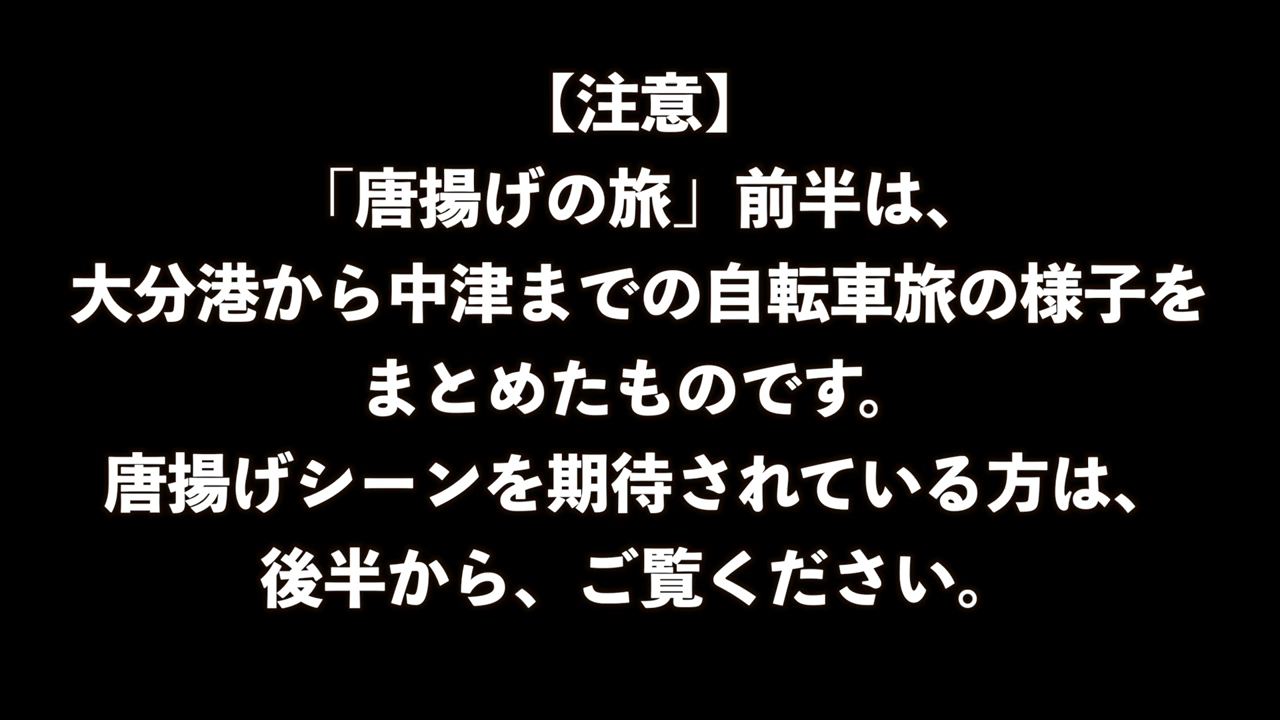 【注意】
「唐揚げの旅」前半は、
大分港から中津までの自転車旅の様子を
まとめたものです。
唐揚げシーンを期待されている方は、
後半から、ご覧ください。